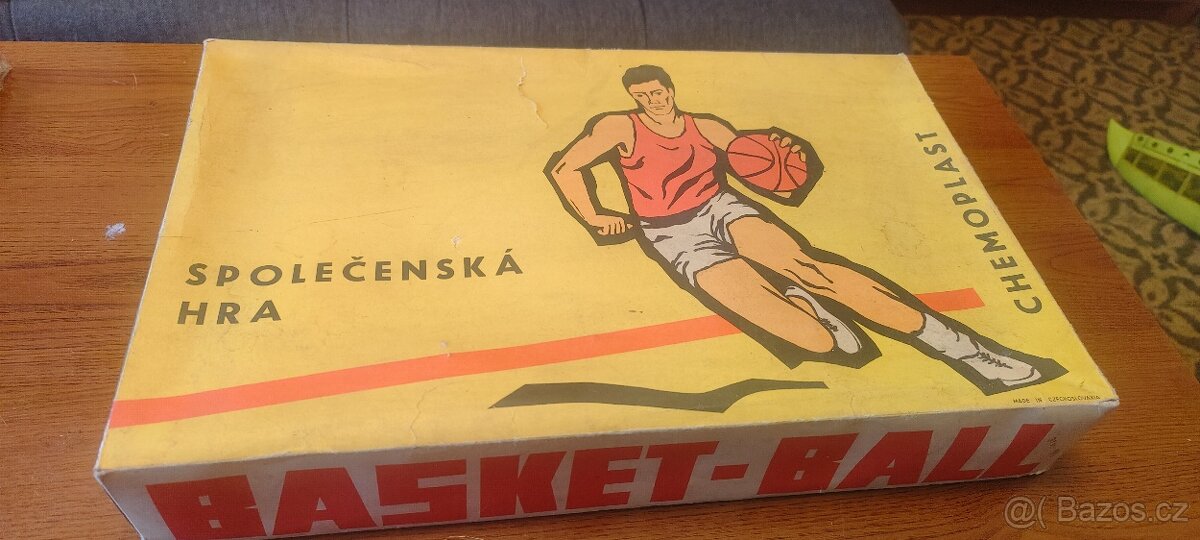 SPOLEČENSKÁ
HRA
CHEMOPLAST
MADE IN CZECHOSLOVAKIA
BASKET-BALL
@( Bazos.cz